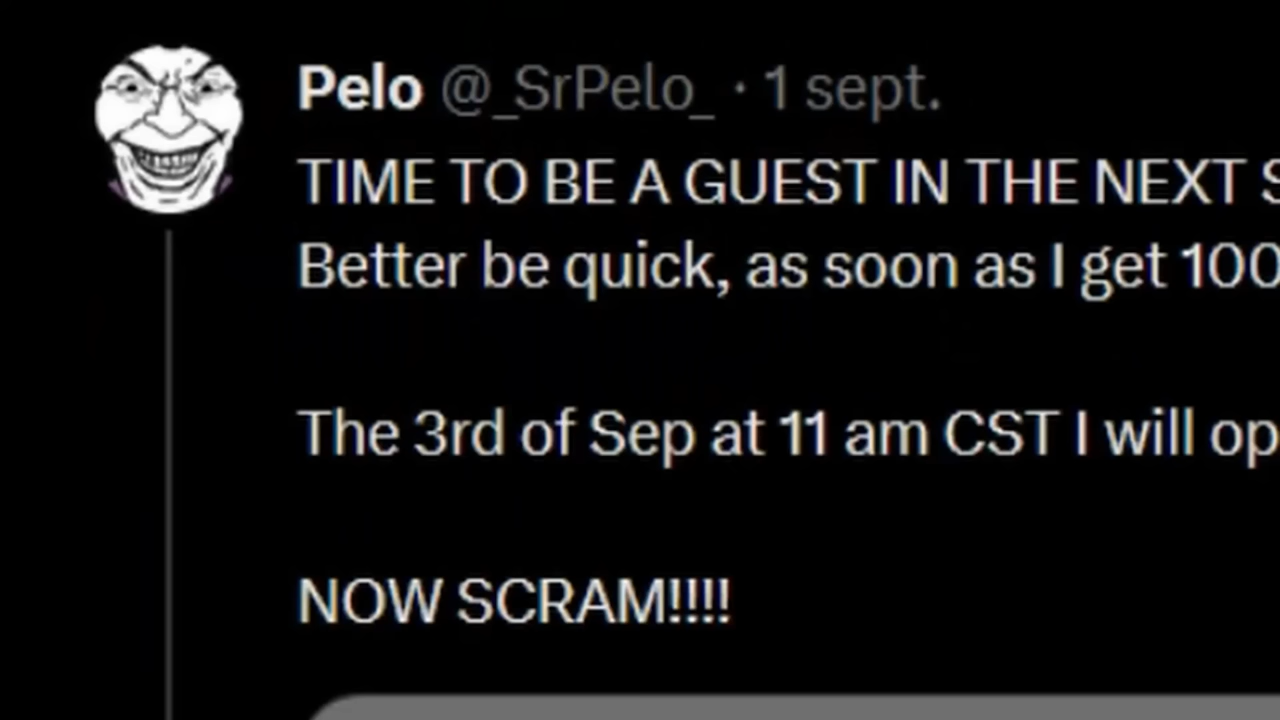 Pelo @_SrPelo_ · 1 sept.
TIME TO BE A GUEST IN THE NEXT
Better be quick, as soon as I get 100
The 3rd of Sep at 11 am CST I will op
NOW SCRAM!!!!